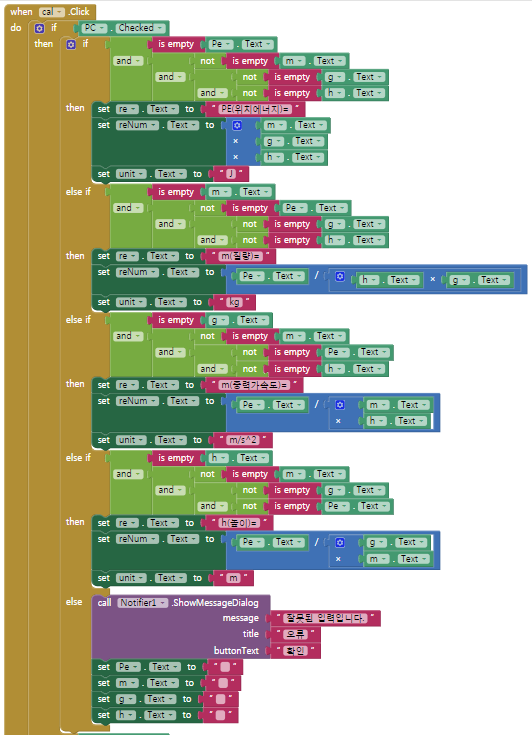 when cal .Click
do if PC . Checked
then if is empty Pe . Text
and not is empty m . Text
and not is empty g . Text
and not is empty h . Text
then set re . Text to " PE(위치에너지)= "
set reNum . Text to m . Text
× g . Text
× h . Text
set unit . Text to " J "
else if is empty m . Text
and not is empty Pe . Text
and not is empty g . Text
and not is empty h . Text
then set re . Text to " m(질량)= "
set reNum . Text to Pe . Text / h . Text × g . Text
set unit . Text to " kg "
else if is empty g . Text
and not is empty m . Text
and not is empty Pe . Text
and not is empty h . Text
then set re . Text to " m(중력가속도)= "
set reNum . Text to Pe . Text / m . Text
× h . Text
set unit . Text to " m/s^2 "
else if is empty h . Text
and not is empty m . Text
and not is empty g . Text
and not is empty Pe . Text
then set re . Text to " h(높이)= "
set reNum . Text to Pe . Text / g . Text
× m . Text
set unit . Text to " m "
else call Notifier1 .ShowMessageDialog
message " 잘못된 입력입니다. "
title " 오류 "
buttonText " 확인 "
set Pe . Text to " "
set m . Text to " "
set g . Text to " "
set h . Text to " "